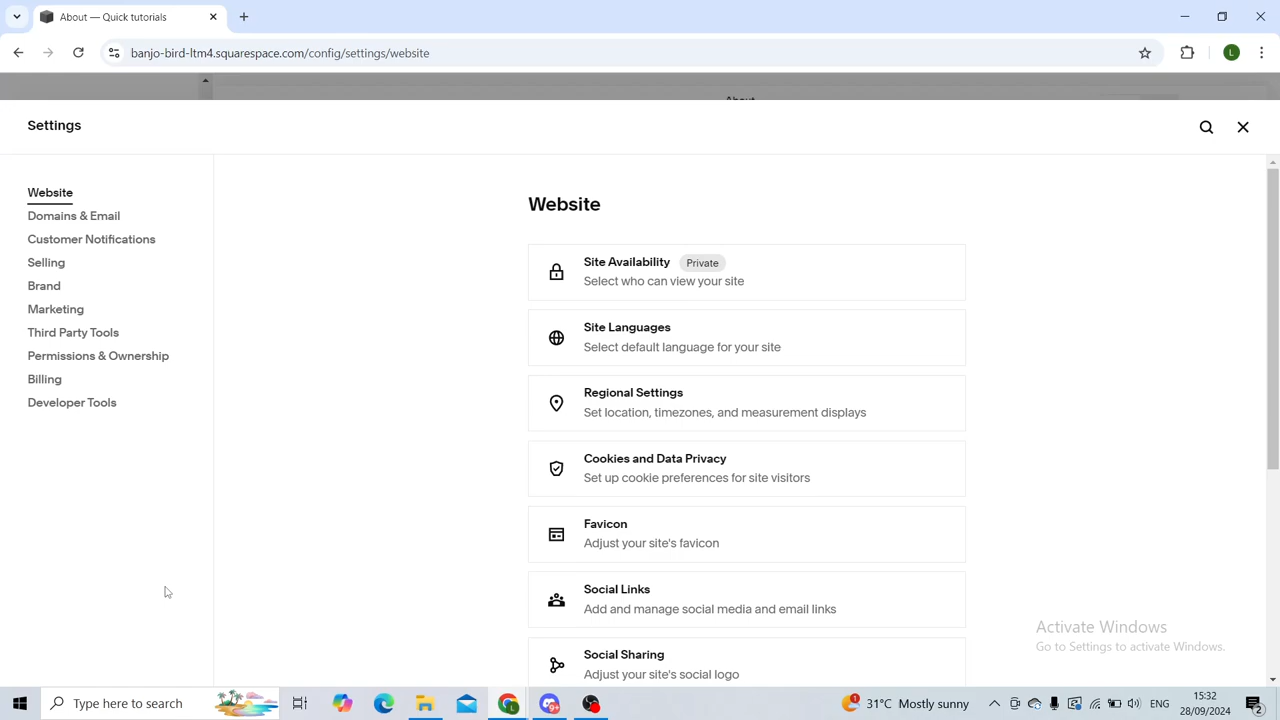 About — Quick tutorials
banjo-bird-ltm4.squarespace.com/config/settings/website
L
About
Settings
Website
Domains & Email
Customer Notifications
Selling
Brand
Marketing
Third Party Tools
Permissions & Ownership
Billing
Developer Tools
Website
Site Availability Private
Select who can view your site
Site Languages
Select default language for your site
Regional Settings
Set location, timezones, and measurement displays
Cookies and Data Privacy
Set up cookie preferences for site visitors
Favicon
Adjust your site's favicon
Social Links
Add and manage social media and email links
Social Sharing
Adjust your site's social logo
Activate Windows
Go to Settings to activate Windows.
Type here to search
L
9+
1
31°C Mostly sunny
ENG
15:32
28/09/2024
2